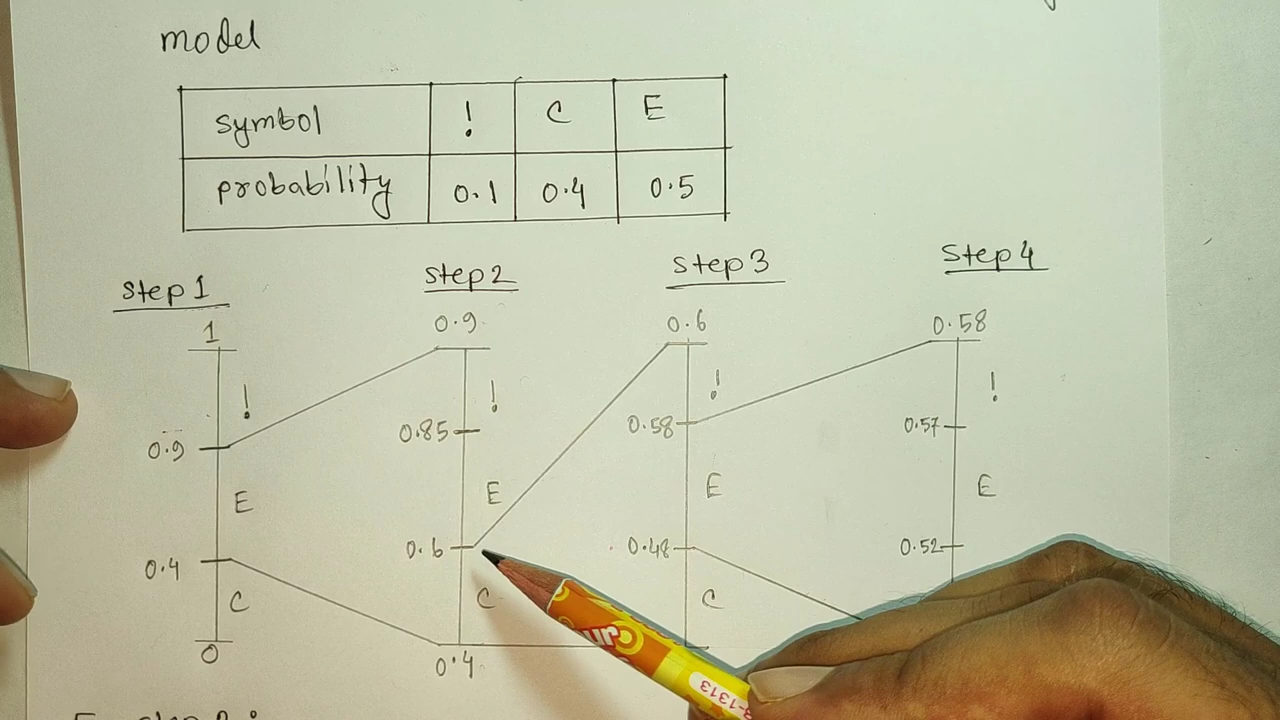 model
symbol ! C E
probability 0.1 0.4 0.5
Step 1 Step 2 Step 3 Step 4
1 0.9 0.6 0.58
! ! ! !
0.9 0.85 0.58 0.57
E E E E
0.4 0.6 0.48 0.52
C C C
0 0.4
3-1313